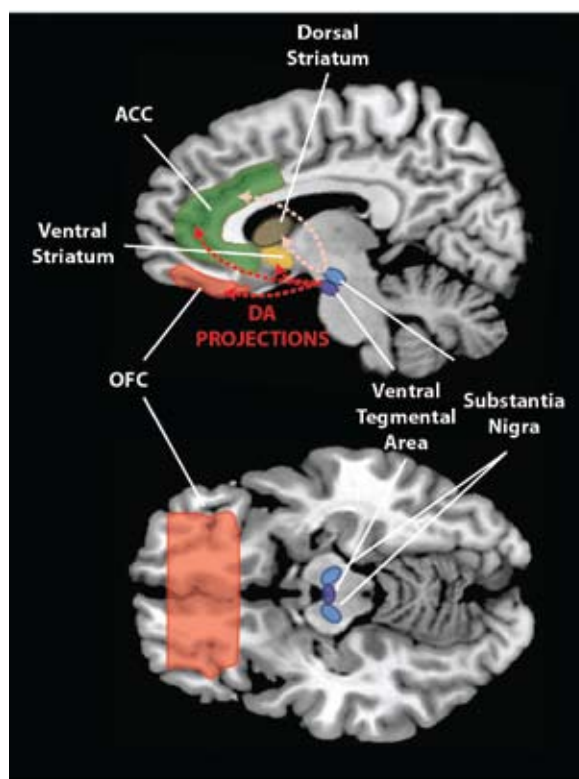 Dorsal
Striatum
ACC
Ventral
Striatum
DA
PROJECTIONS
OFC
Ventral
Tegmental
Area
Substantia
Nigra